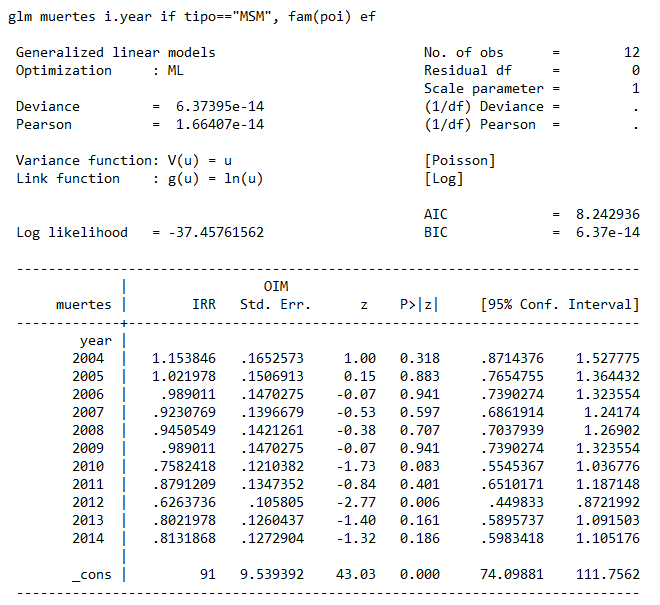 glm muertes i.year if tipo=="MSM", fam(poi) ef
Generalized linear models                          No. of obs      =        12
Optimization     : ML                              Residual df     =         0
                                                   Scale parameter =         1
Deviance         =  6.37395e-14                    (1/df) Deviance =         .
Pearson          =  1.66407e-14                    (1/df) Pearson  =         .
Variance function: V(u) = u                        [Poisson]
Link function    : g(u) = ln(u)                    [Log]
                                                   AIC             =  8.242936
Log likelihood   = -37.45761562                    BIC             =  6.37e-14
------------------------------------------------------------------------------
             |                 OIM
     muertes |        IRR   Std. Err.      z    P>|z|     [95% Conf. Interval]
-------------+----------------------------------------------------------------
        year |
       2004  |   1.153846   .1652573     1.00   0.318     .8714376    1.527775
       2005  |   1.021978   .1506913     0.15   0.883     .7654755    1.364432
       2006  |    .989011   .1470275    -0.07   0.941     .7390274    1.323554
       2007  |   .9230769   .1396679    -0.53   0.597     .6861914     1.24174
       2008  |   .9450549   .1421261    -0.38   0.707     .7037939     1.26902
       2009  |    .989011   .1470275    -0.07   0.941     .7390274    1.323554
       2010  |   .7582418   .1210382    -1.73   0.083     .5545367    1.036776
       2011  |   .8791209   .1347352    -0.84   0.401     .6510171    1.187148
       2012  |   .6263736    .105805    -2.77   0.006      .449833    .8721992
       2013  |   .8021978   .1260437    -1.40   0.161     .5895737    1.091503
       2014  |   .8131868   .1272904    -1.32   0.186     .5983418    1.105176
             |
       _cons |         91   9.539392    43.03   0.000     74.09881    111.7562
------------------------------------------------------------------------------